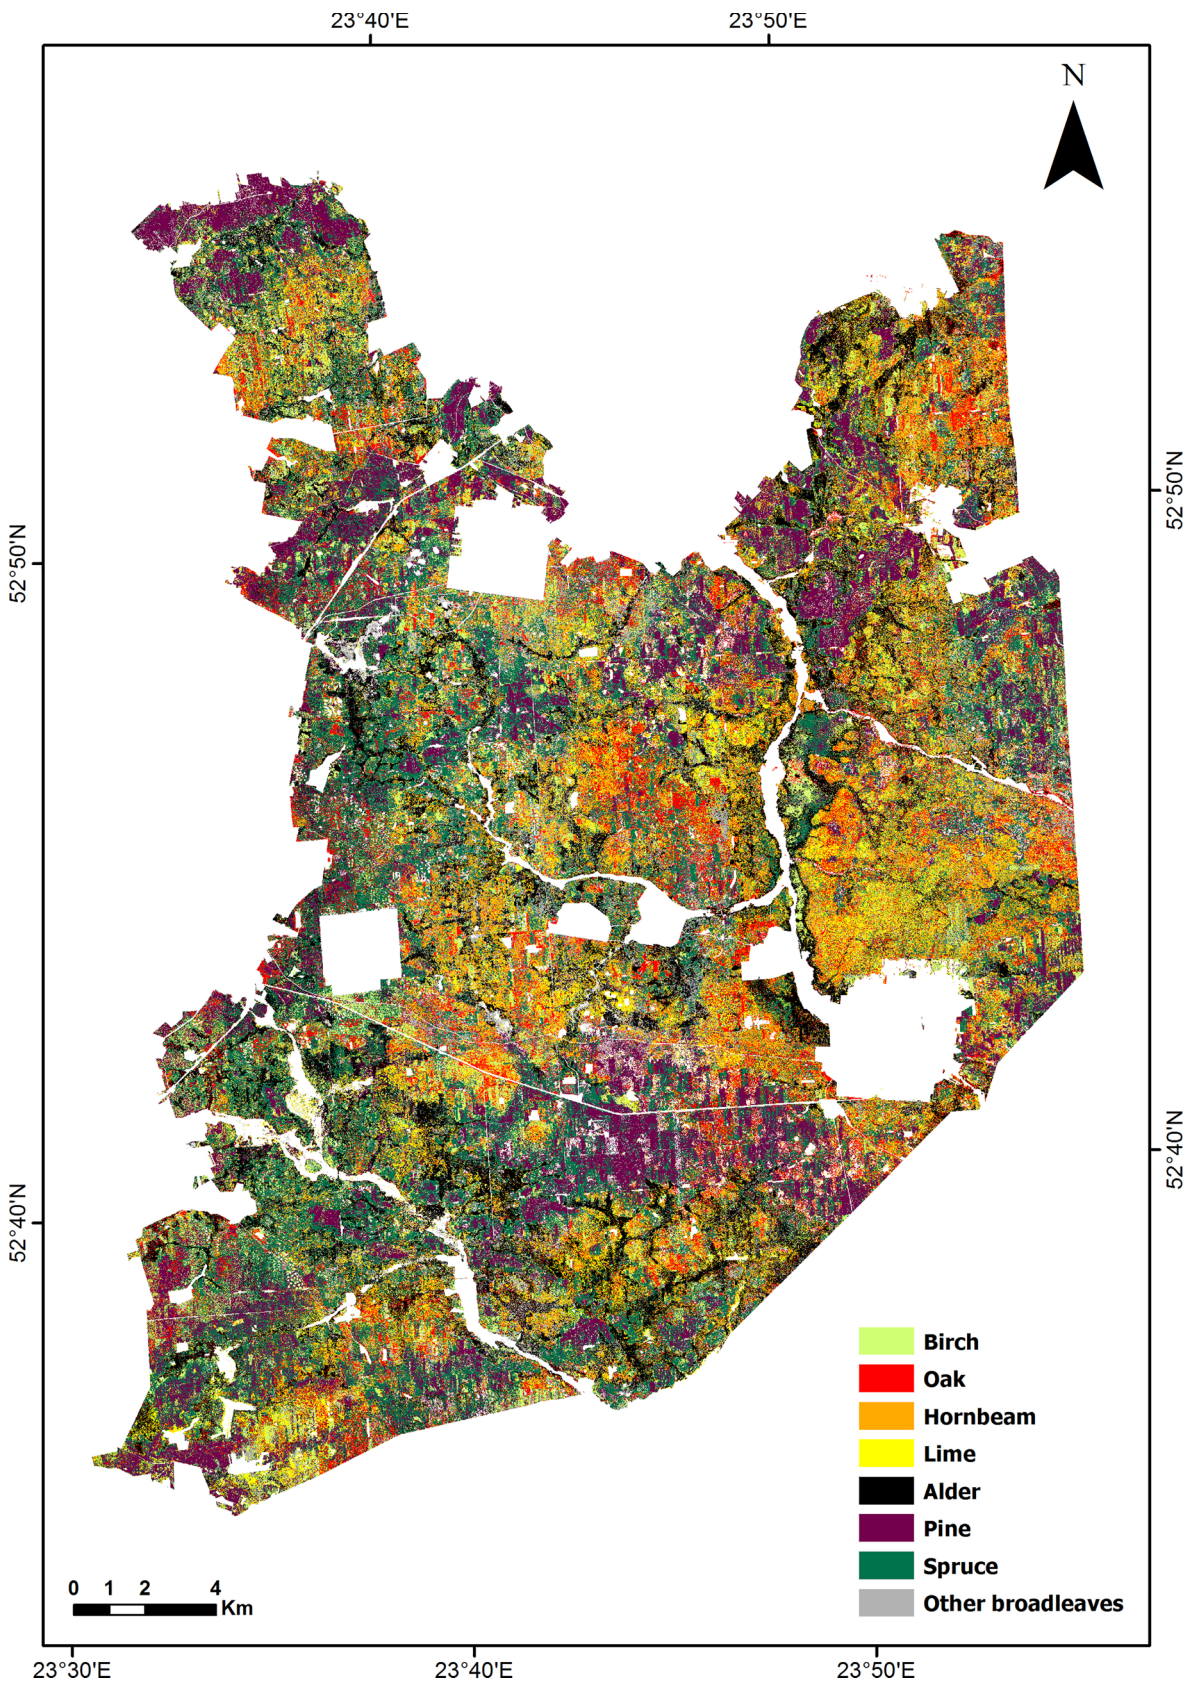 23°40'E 23°50'E
N
52°50'N
52°50'N
52°40'N
52°40'N
Birch
Oak
Hornbeam
Lime
Alder
Pine
Spruce
Other broadleaves
0 1 2 4
Km
23°30'E 23°40'E 23°50'E